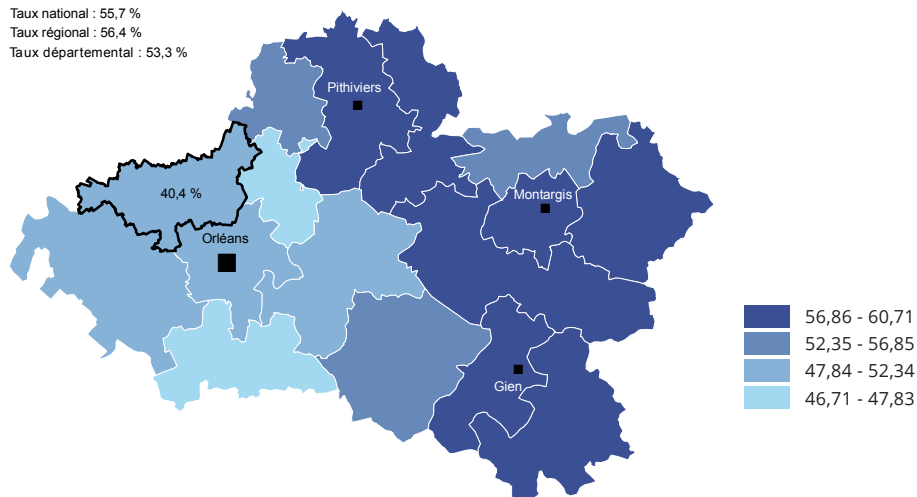 Taux national : 55,7 %
Taux régional : 56,4 %
Taux départemental : 53,3 %
Pithiviers
40,4 %
Montargis
Orléans
Gien
56,86 - 60,71
52,35 - 56,85
47,84 - 52,34
46,71 - 47,83